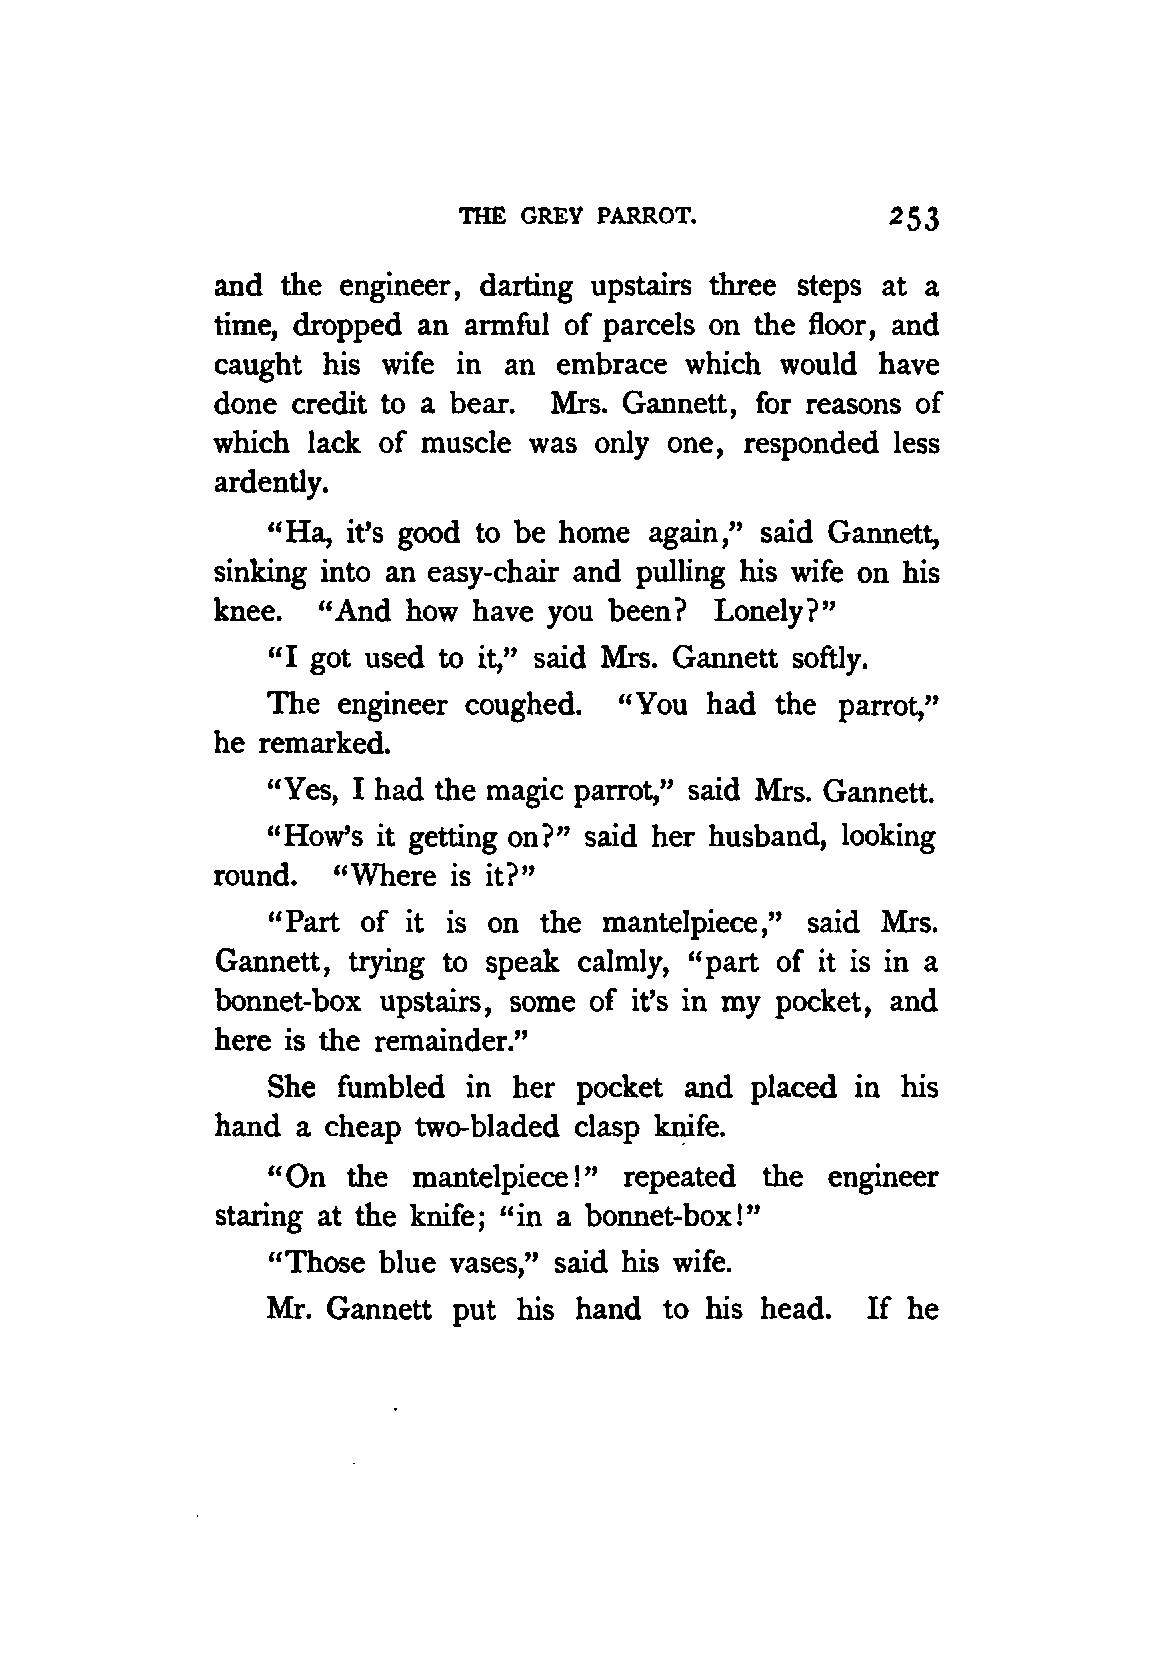 THE GREY PARROT. 253
and the engineer, darting upstairs three steps at a
time, dropped an armful of parcels on the floor, and
caught his wife in an embrace which would have
done credit to a bear. Mrs. Gannett, for reasons of
which lack of muscle was only one, responded less
ardently.
“Ha, it’s good to be home again,” said Gannett,
sinking into an easy-chair and pulling his wife on his
knee. “And how have you been? Lonely?”
“I got used to it,” said Mrs. Gannett softly.
The engineer coughed. “You had the parrot,”
he remarked.
“Yes, I had the magic parrot,” said Mrs. Gannett.
“How’s it getting on?” said her husband, looking
round. “Where is it?”
“Part of it is on the mantelpiece,” said Mrs.
Gannett, trying to speak calmly, “part of it is in a
bonnet-box upstairs, some of it’s in my pocket, and
here is the remainder.”
She fumbled in her pocket and placed in his
hand a cheap two-bladed clasp knife.
“On the mantelpiece!” repeated the engineer
staring at the knife; “in a bonnet-box!”
“Those blue vases,” said his wife.
Mr. Gannett put his hand to his head. If he